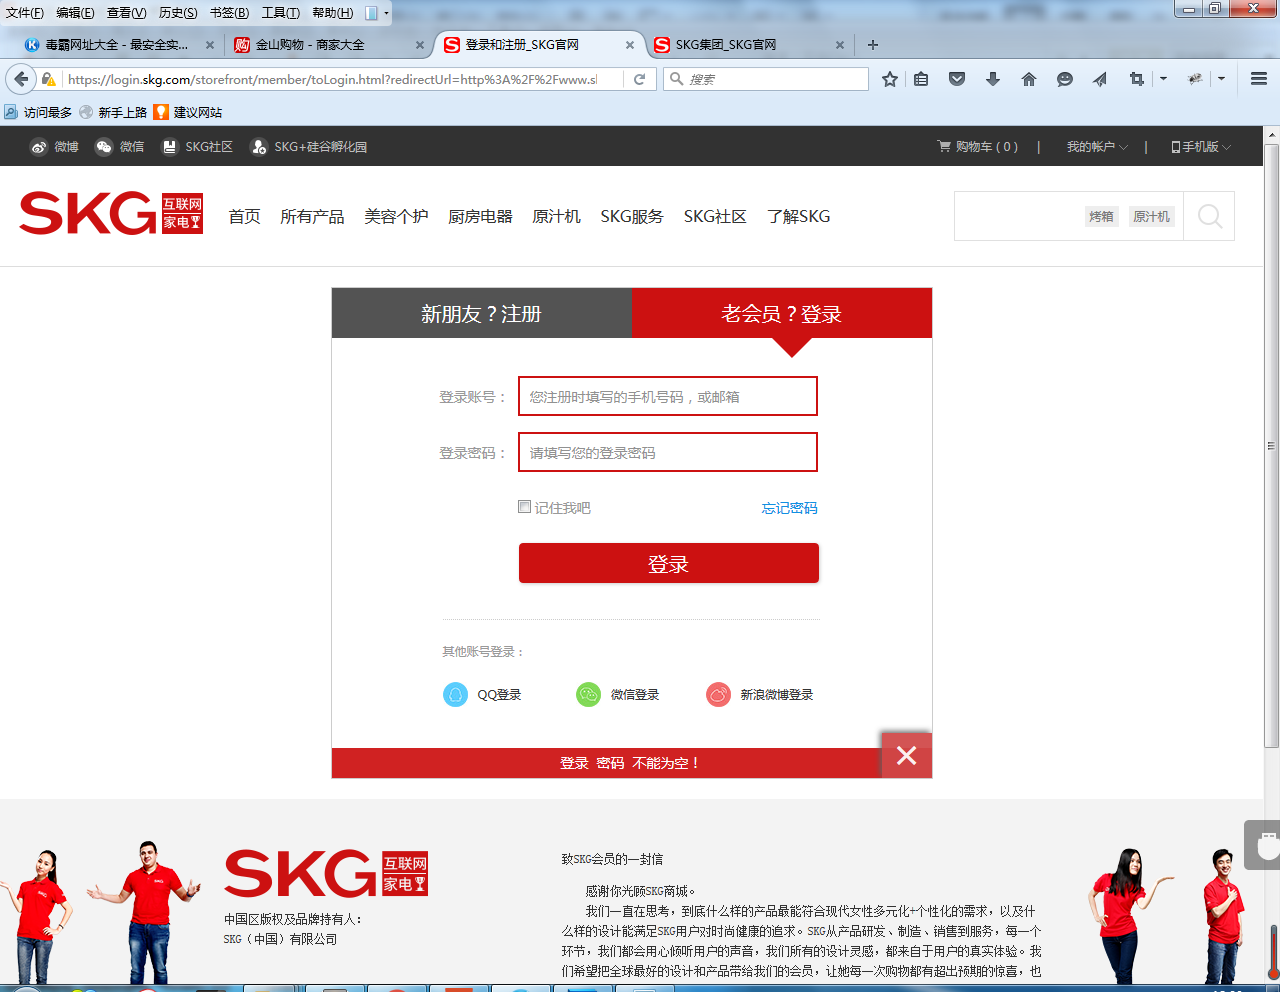 文件(F) 编辑(E) 查看(V) 历史(S) 书签(B) 工具(T) 帮助(H)
毒霸网址大全 - 最安全实... 金山购物 - 商家大全 登录和注册_SKG官网 SKG集团_SKG官网
https://login.skg.com/storefront/member/toLogin.html?redirectUrl=http%3A%2F%2Fwww.sl 搜索
访问最多 新手上路 建议网站
微博 微信 SKG社区 SKG+硅谷孵化园 购物车 ( 0 ) | 我的帐户 | 手机版
SKG 互联网家电 首页 所有产品 美容个护 厨房电器 原汁机 SKG服务 SKG社区 了解SKG 烤箱 原汁机
新朋友？注册 老会员？登录
登录账号： 您注册时填写的手机号码，或邮箱
登录密码： 请填写您的登录密码
记住我吧 忘记密码
登录
其他账号登录：
QQ登录 微信登录 新浪微博登录
登录 密码 不能为空！
SKG 互联网家电
中国区版权及品牌持有人：
SKG（中国）有限公司
致SKG会员的一封信
感谢你光顾SKG商城。
我们一直在思考，到底什么样的产品最能符合现代女性多元化+个性化的需求，以及什
么样的设计能满足SKG用户对时尚健康的追求。SKG从产品研发、制造、销售到服务，每一个
环节，我们都会用心倾听用户的声音，我们所有的设计灵感，都来自于用户的真实体验。我
们希望把全球最好的设计和产品带给我们的会员，让她每一次购物都有超出预期的惊喜，也